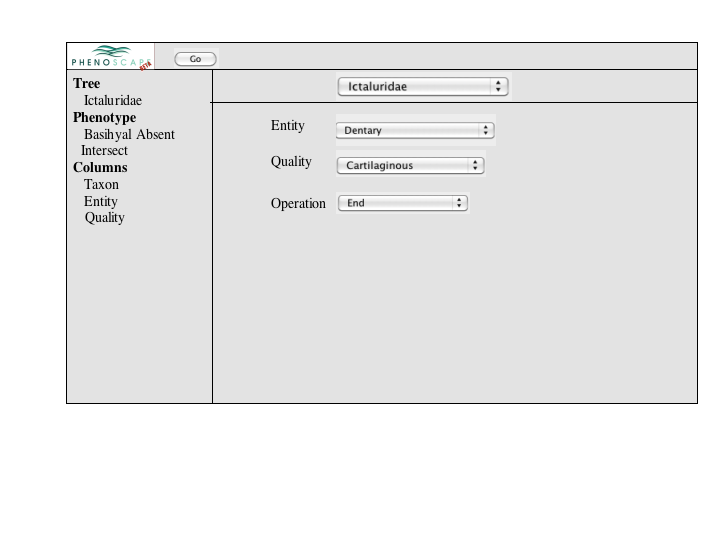 PHENOSCAPE
BETA
Go
Tree
Ictaluridae
Phenotype
Basihyal Absent
Intersect
Columns
Taxon
Entity
Quality
Ictaluridae
Entity Dentary
Quality Cartilaginous
Operation End